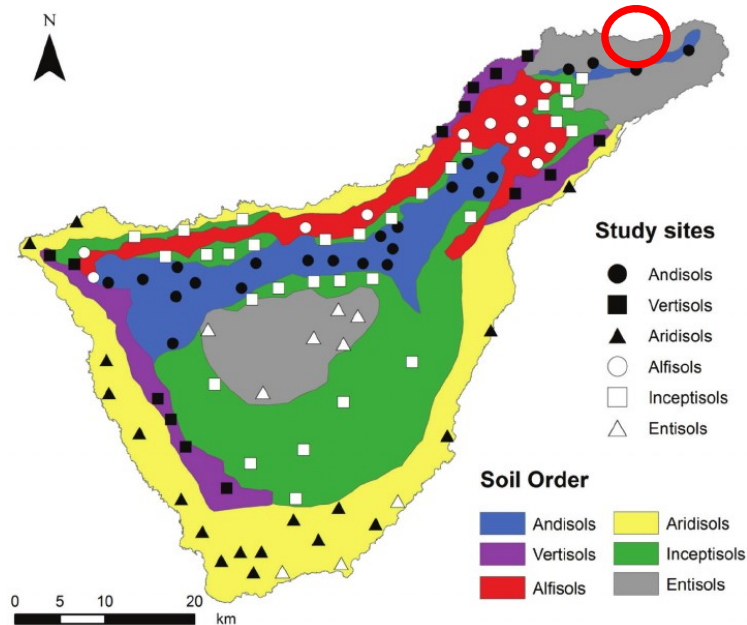 N
Study sites
Andisols
Vertisols
Aridisols
Alfisols
Inceptisols
Entisols
Soil Order
Andisols Aridisols
Vertisols Inceptisols
Alfisols Entisols
0 5 10 20
km